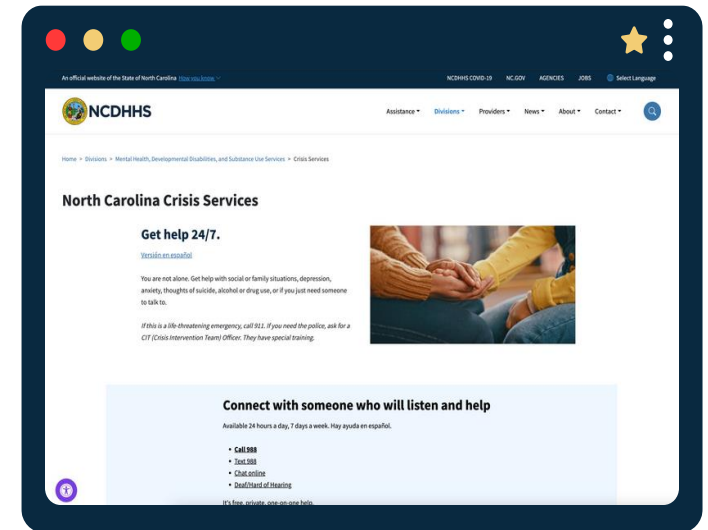 An official website of the State of North Carolina How you know
NCDHHS COVID-19 NC.GOV AGENCIES JOBS Select Language
NCDHHS
Assistance Divisions Providers News About Contact
Home > Divisions > Mental Health, Developmental Disabilities, and Substance Use Services > Crisis Services
North Carolina Crisis Services
Get help 24/7.
Versión en español
You are not alone. Get help with social or family situations, depression,
anxiety, thoughts of suicide, alcohol or drug use, or if you just need someone
to talk to.
If this is a life-threatening emergency, call 911. If you need the police, ask for a
CIT (Crisis Intervention Team) Officer. They have special training.
Connect with someone who will listen and help
Available 24 hours a day, 7 days a week. Hay ayuda en español.
• Call 988
• Text 988
• Chat online
• Deaf/Hard of Hearing
It's free, private, one-on-one help.